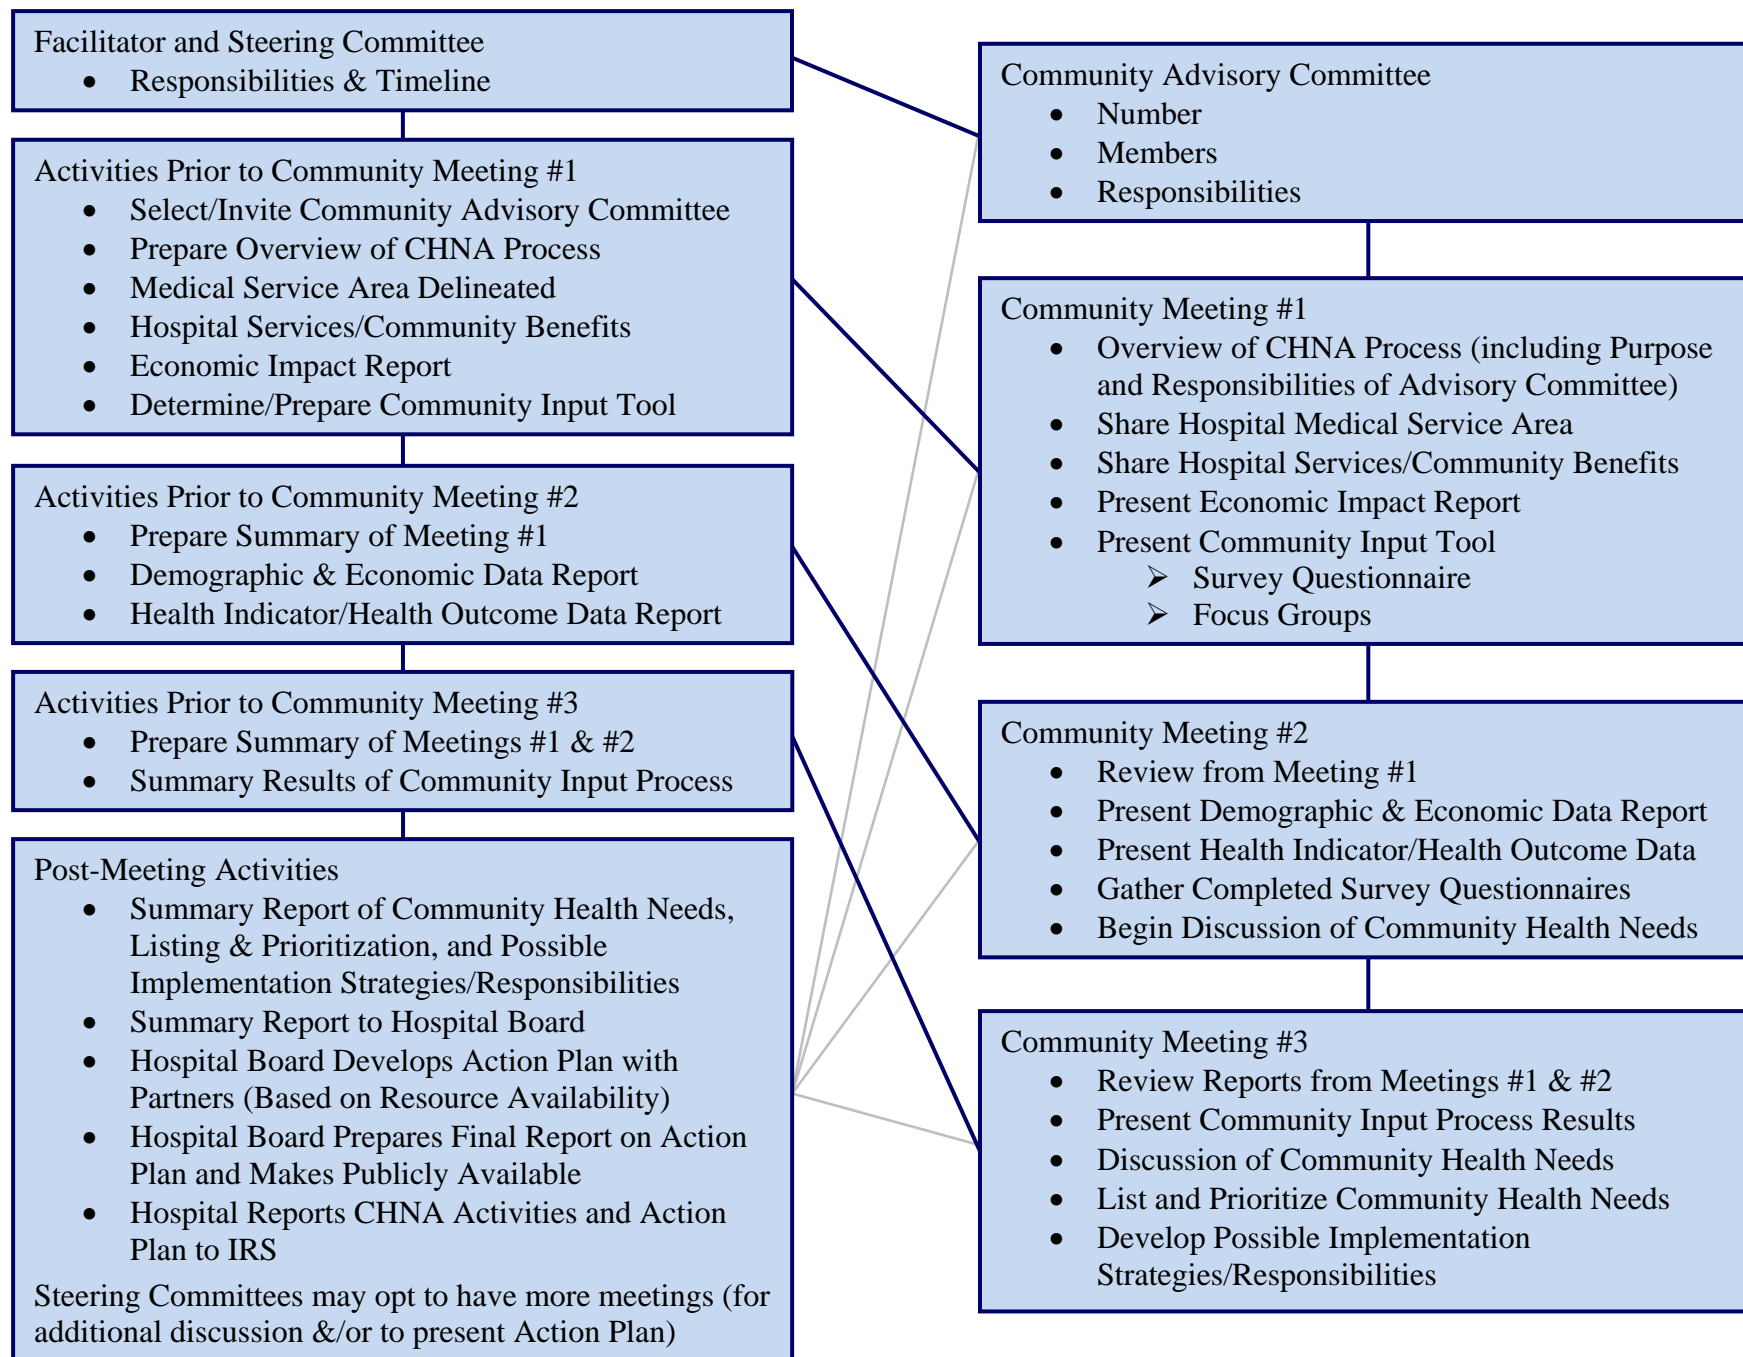 Facilitator and Steering Committee
• Responsibilities & Timeline
Activities Prior to Community Meeting #1
• Select/Invite Community Advisory Committee
• Prepare Overview of CHNA Process
• Medical Service Area Delineated
• Hospital Services/Community Benefits
• Economic Impact Report
• Determine/Prepare Community Input Tool
Activities Prior to Community Meeting #2
• Prepare Summary of Meeting #1
• Demographic & Economic Data Report
• Health Indicator/Health Outcome Data Report
Activities Prior to Community Meeting #3
• Prepare Summary of Meetings #1 & #2
• Summary Results of Community Input Process
Post-Meeting Activities
• Summary Report of Community Health Needs,
Listing & Prioritization, and Possible
Implementation Strategies/Responsibilities
• Summary Report to Hospital Board
• Hospital Board Develops Action Plan with
Partners (Based on Resource Availability)
• Hospital Board Prepares Final Report on Action
Plan and Makes Publicly Available
• Hospital Reports CHNA Activities and Action
Plan to IRS
Steering Committees may opt to have more meetings (for
additional discussion &/or to present Action Plan)
Community Advisory Committee
• Number
• Members
• Responsibilities
Community Meeting #1
• Overview of CHNA Process (including Purpose
and Responsibilities of Advisory Committee)
• Share Hospital Medical Service Area
• Share Hospital Services/Community Benefits
• Present Economic Impact Report
• Present Community Input Tool
➢ Survey Questionnaire
➢ Focus Groups
Community Meeting #2
• Review from Meeting #1
• Present Demographic & Economic Data Report
• Present Health Indicator/Health Outcome Data
• Gather Completed Survey Questionnaires
• Begin Discussion of Community Health Needs
Community Meeting #3
• Review Reports from Meetings #1 & #2
• Present Community Input Process Results
• Discussion of Community Health Needs
• List and Prioritize Community Health Needs
• Develop Possible Implementation
Strategies/Responsibilities